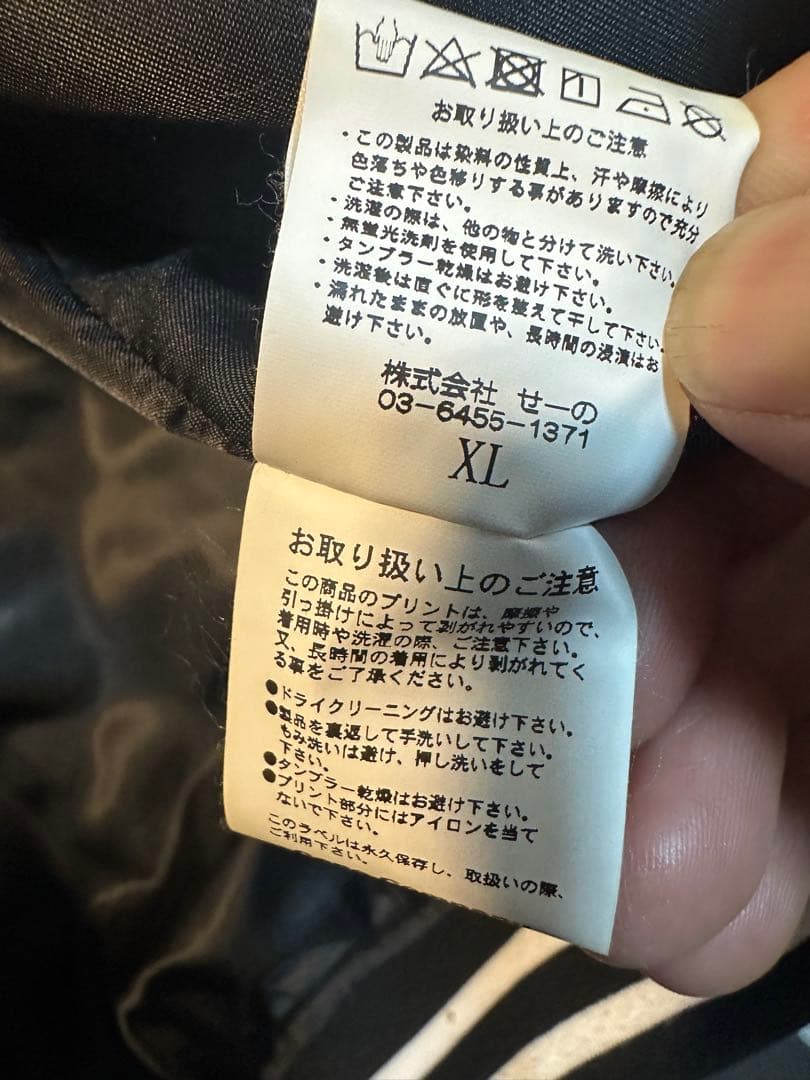 お取り扱い上のご注意
・この製品は染料の性質上、汗や摩擦により
色落ちや色移りする事がありますので充分
ご注意下さい。
・洗濯の際は、他の物と分けて洗い下さい。
・無蛍光洗剤を使用して下さい。
・タンブラー乾燥はお避け下さい。
・洗濯後は直ぐに形を整えて干して下さい。
・濡れたままの放置や、長時間の浸漬はお
避け下さい。
株式会社 せーの
03-6455-1371
XL
お取り扱い上のご注意
この商品のプリントは、摩擦や
引っ掛けによって剥がれやすいので、
着用時や洗濯の際、ご注意下さい。
又、長時間の着用により剥がれてく
る事をご了承ください。
●ドライクリーニングはお避け下さい。
●製品を裏返して手洗いして下さい。
もみ洗いは避け、押し洗いをして
下さい。
●タンブラー乾燥はお避け下さい。
●プリント部分にはアイロンを当て
ないで下さい。
このラベルは永久保存し、取扱いの際、
ご利用下さい。